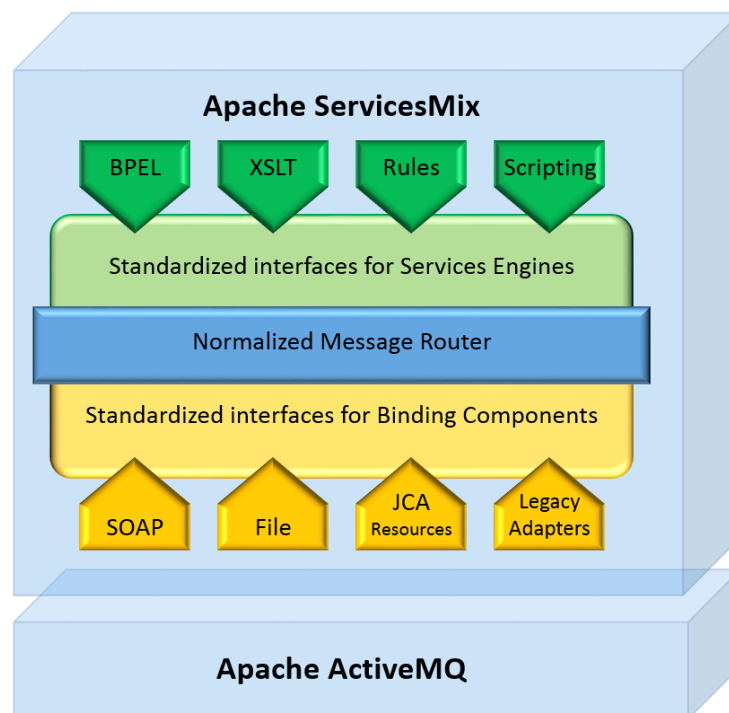 Apache ServicesMix
BPEL
XSLT
Rules
Scripting
Standardized interfaces for Services Engines
Normalized Message Router
Standardized interfaces for Binding Components
SOAP
File
JCA
Resources
Legacy
Adapters
Apache ActiveMQ